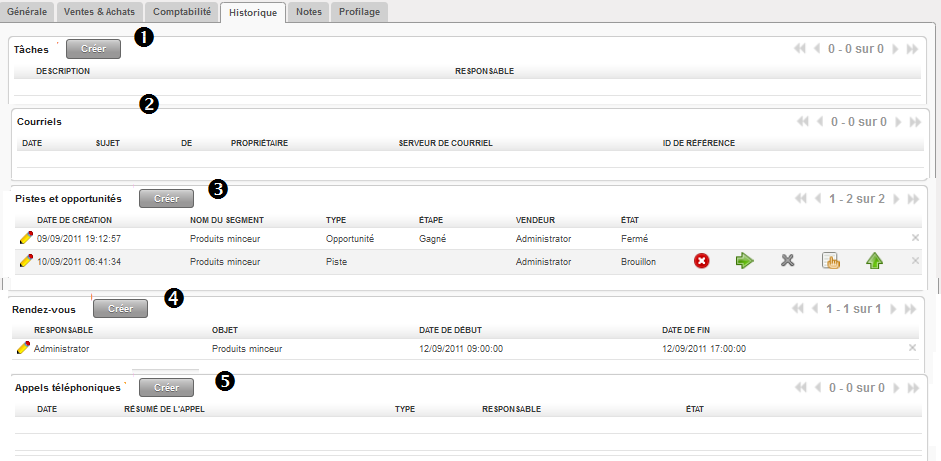 Générale Ventes & Achats Comptabilité Historique Notes Profilage
1
Tâches Créer 0 - 0 sur 0
DESCRIPTION RESPONSABLE
2
Courriels 0 - 0 sur 0
DATE SUJET DE PROPRIÉTAIRE SERVEUR DE COURRIEL ID DE RÉFÉRENCE
3
Pistes et opportunités Créer 1 - 2 sur 2
DATE DE CRÉATION NOM DU SEGMENT TYPE ÉTAPE VENDEUR ÉTAT
09/09/2011 19:12:57 Produits minceur Opportunité Gagné Administrator Fermé
10/09/2011 06:41:34 Produits minceur Piste Administrator Brouillon
4
Rendez-vous Créer 1 - 1 sur 1
RESPONSABLE OBJET DATE DE DÉBUT DATE DE FIN
Administrator Produits minceur 12/09/2011 09:00:00 12/09/2011 17:00:00
5
Appels téléphoniques Créer 0 - 0 sur 0
DATE RÉSUMÉ DE L'APPEL TYPE RESPONSABLE ÉTAT